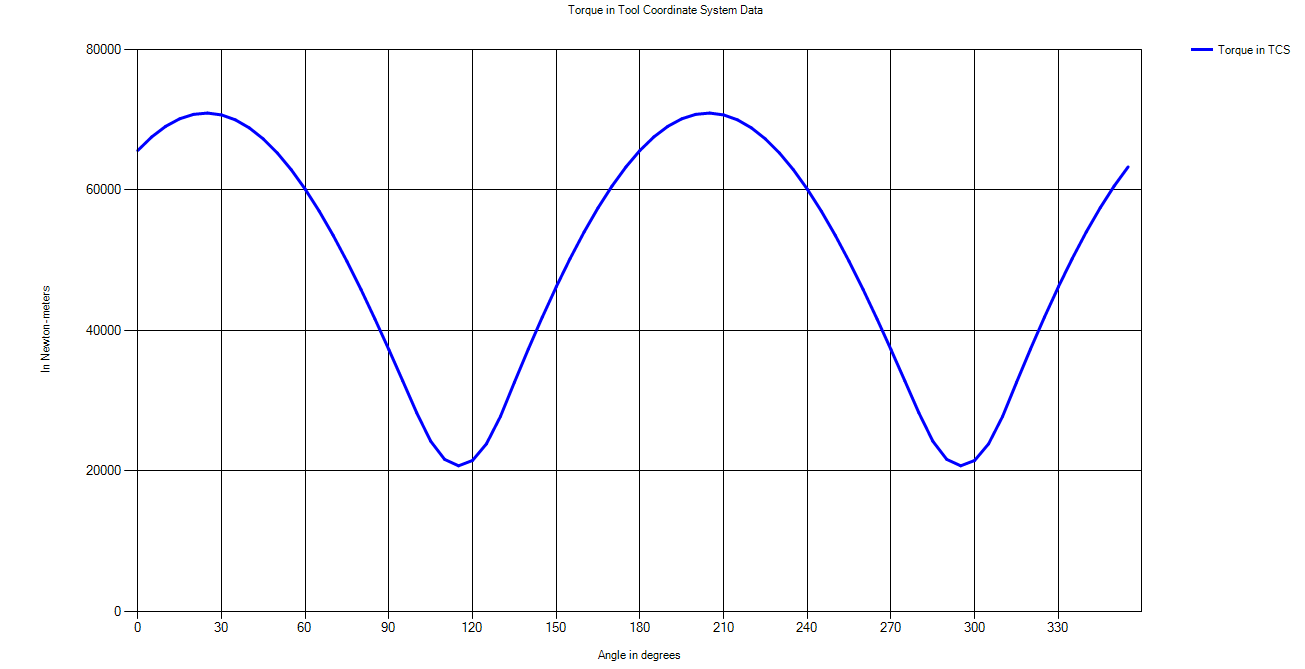 Torque in Tool Coordinate System Data
Torque in TCS
In Newton-meters
80000
60000
40000
20000
0
0 30 60 90 120 150 180 210 240 270 300 330
Angle in degrees